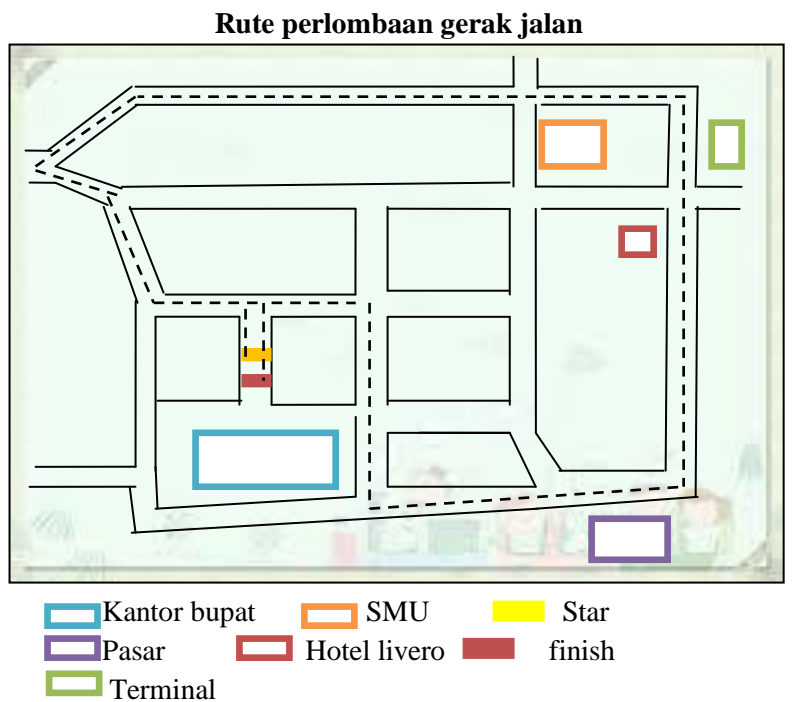 Rute perlombaan gerak jalan
Kantor bupat SMU Star
Pasar Hotel livero finish
Terminal